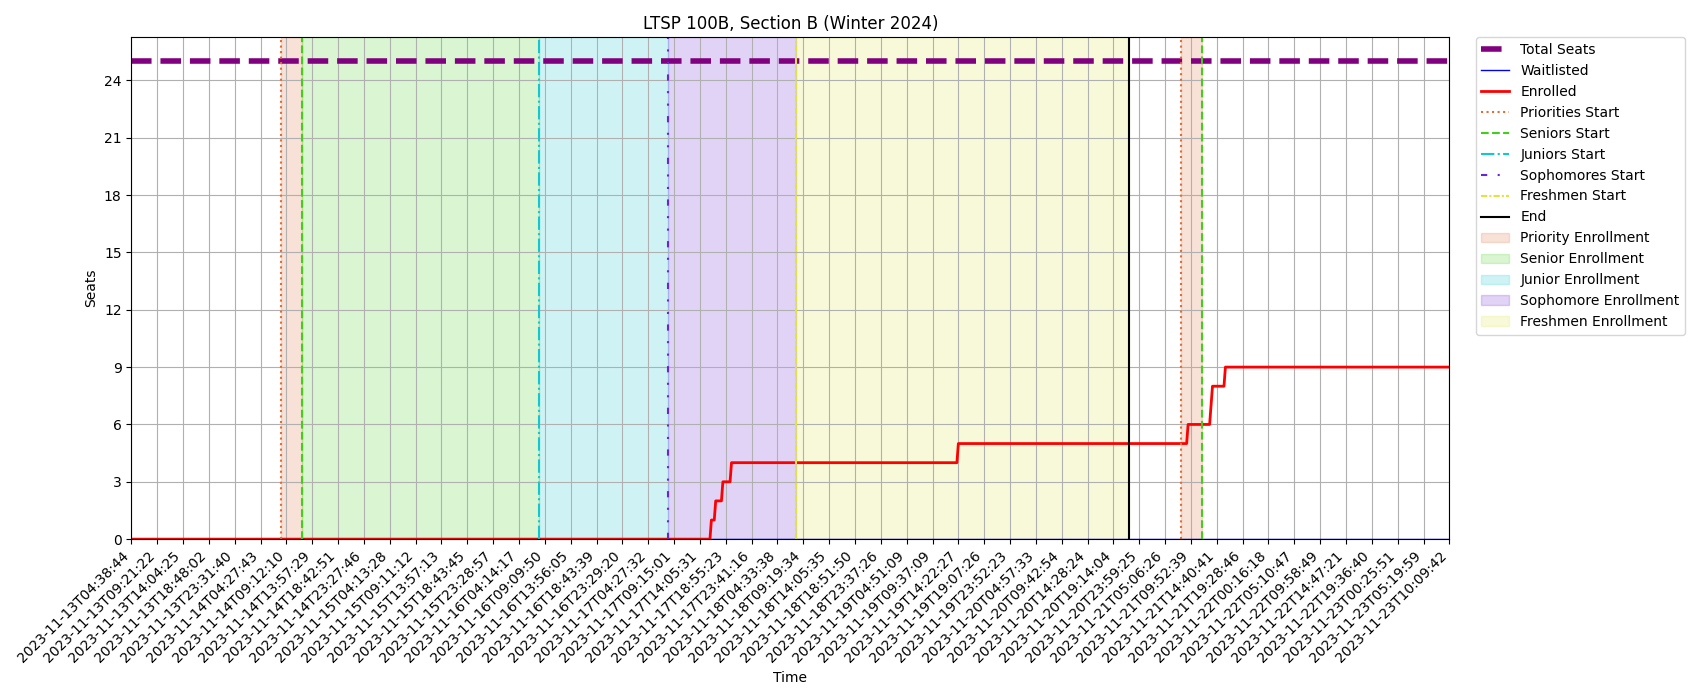 LTSP 100B, Section B (Winter 2024)
Seats
24
21
18
15
12
9
6
3
0
2023-11-13T04:38:44
2023-11-13T09:21:22
2023-11-13T14:04:25
2023-11-13T18:48:02
2023-11-13T23:31:40
2023-11-14T04:27:43
2023-11-14T09:12:10
2023-11-14T13:57:29
2023-11-14T18:42:51
2023-11-14T23:27:46
2023-11-15T04:13:28
2023-11-15T09:11:12
2023-11-15T13:57:13
2023-11-15T18:43:45
2023-11-15T23:28:57
2023-11-16T04:14:17
2023-11-16T09:09:50
2023-11-16T13:56:05
2023-11-16T18:43:39
2023-11-16T23:29:20
2023-11-17T04:27:32
2023-11-17T09:15:01
2023-11-17T14:05:31
2023-11-17T18:55:23
2023-11-17T23:41:16
2023-11-18T04:33:38
2023-11-18T09:19:34
2023-11-18T14:05:35
2023-11-18T18:51:50
2023-11-18T23:37:26
2023-11-19T04:51:09
2023-11-19T09:37:09
2023-11-19T14:22:27
2023-11-19T19:07:26
2023-11-19T23:52:23
2023-11-20T04:57:33
2023-11-20T09:42:54
2023-11-20T14:28:24
2023-11-20T19:14:04
2023-11-20T23:59:25
2023-11-21T05:06:26
2023-11-21T09:52:39
2023-11-21T14:40:41
2023-11-21T19:28:46
2023-11-22T00:16:18
2023-11-22T05:10:47
2023-11-22T09:58:49
2023-11-22T14:47:21
2023-11-22T19:36:40
2023-11-23T00:25:51
2023-11-23T05:19:59
2023-11-23T10:09:42
Time
Total Seats
Waitlisted
Enrolled
Priorities Start
Seniors Start
Juniors Start
Sophomores Start
Freshmen Start
End
Priority Enrollment
Senior Enrollment
Junior Enrollment
Sophomore Enrollment
Freshmen Enrollment